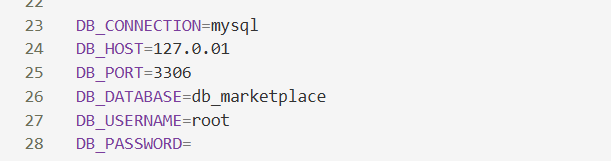 22
23 DB_CONNECTION=mysql
24 DB_HOST=127.0.01
25 DB_PORT=3306
26 DB_DATABASE=db_marketplace
27 DB_USERNAME=root
28 DB_PASSWORD=